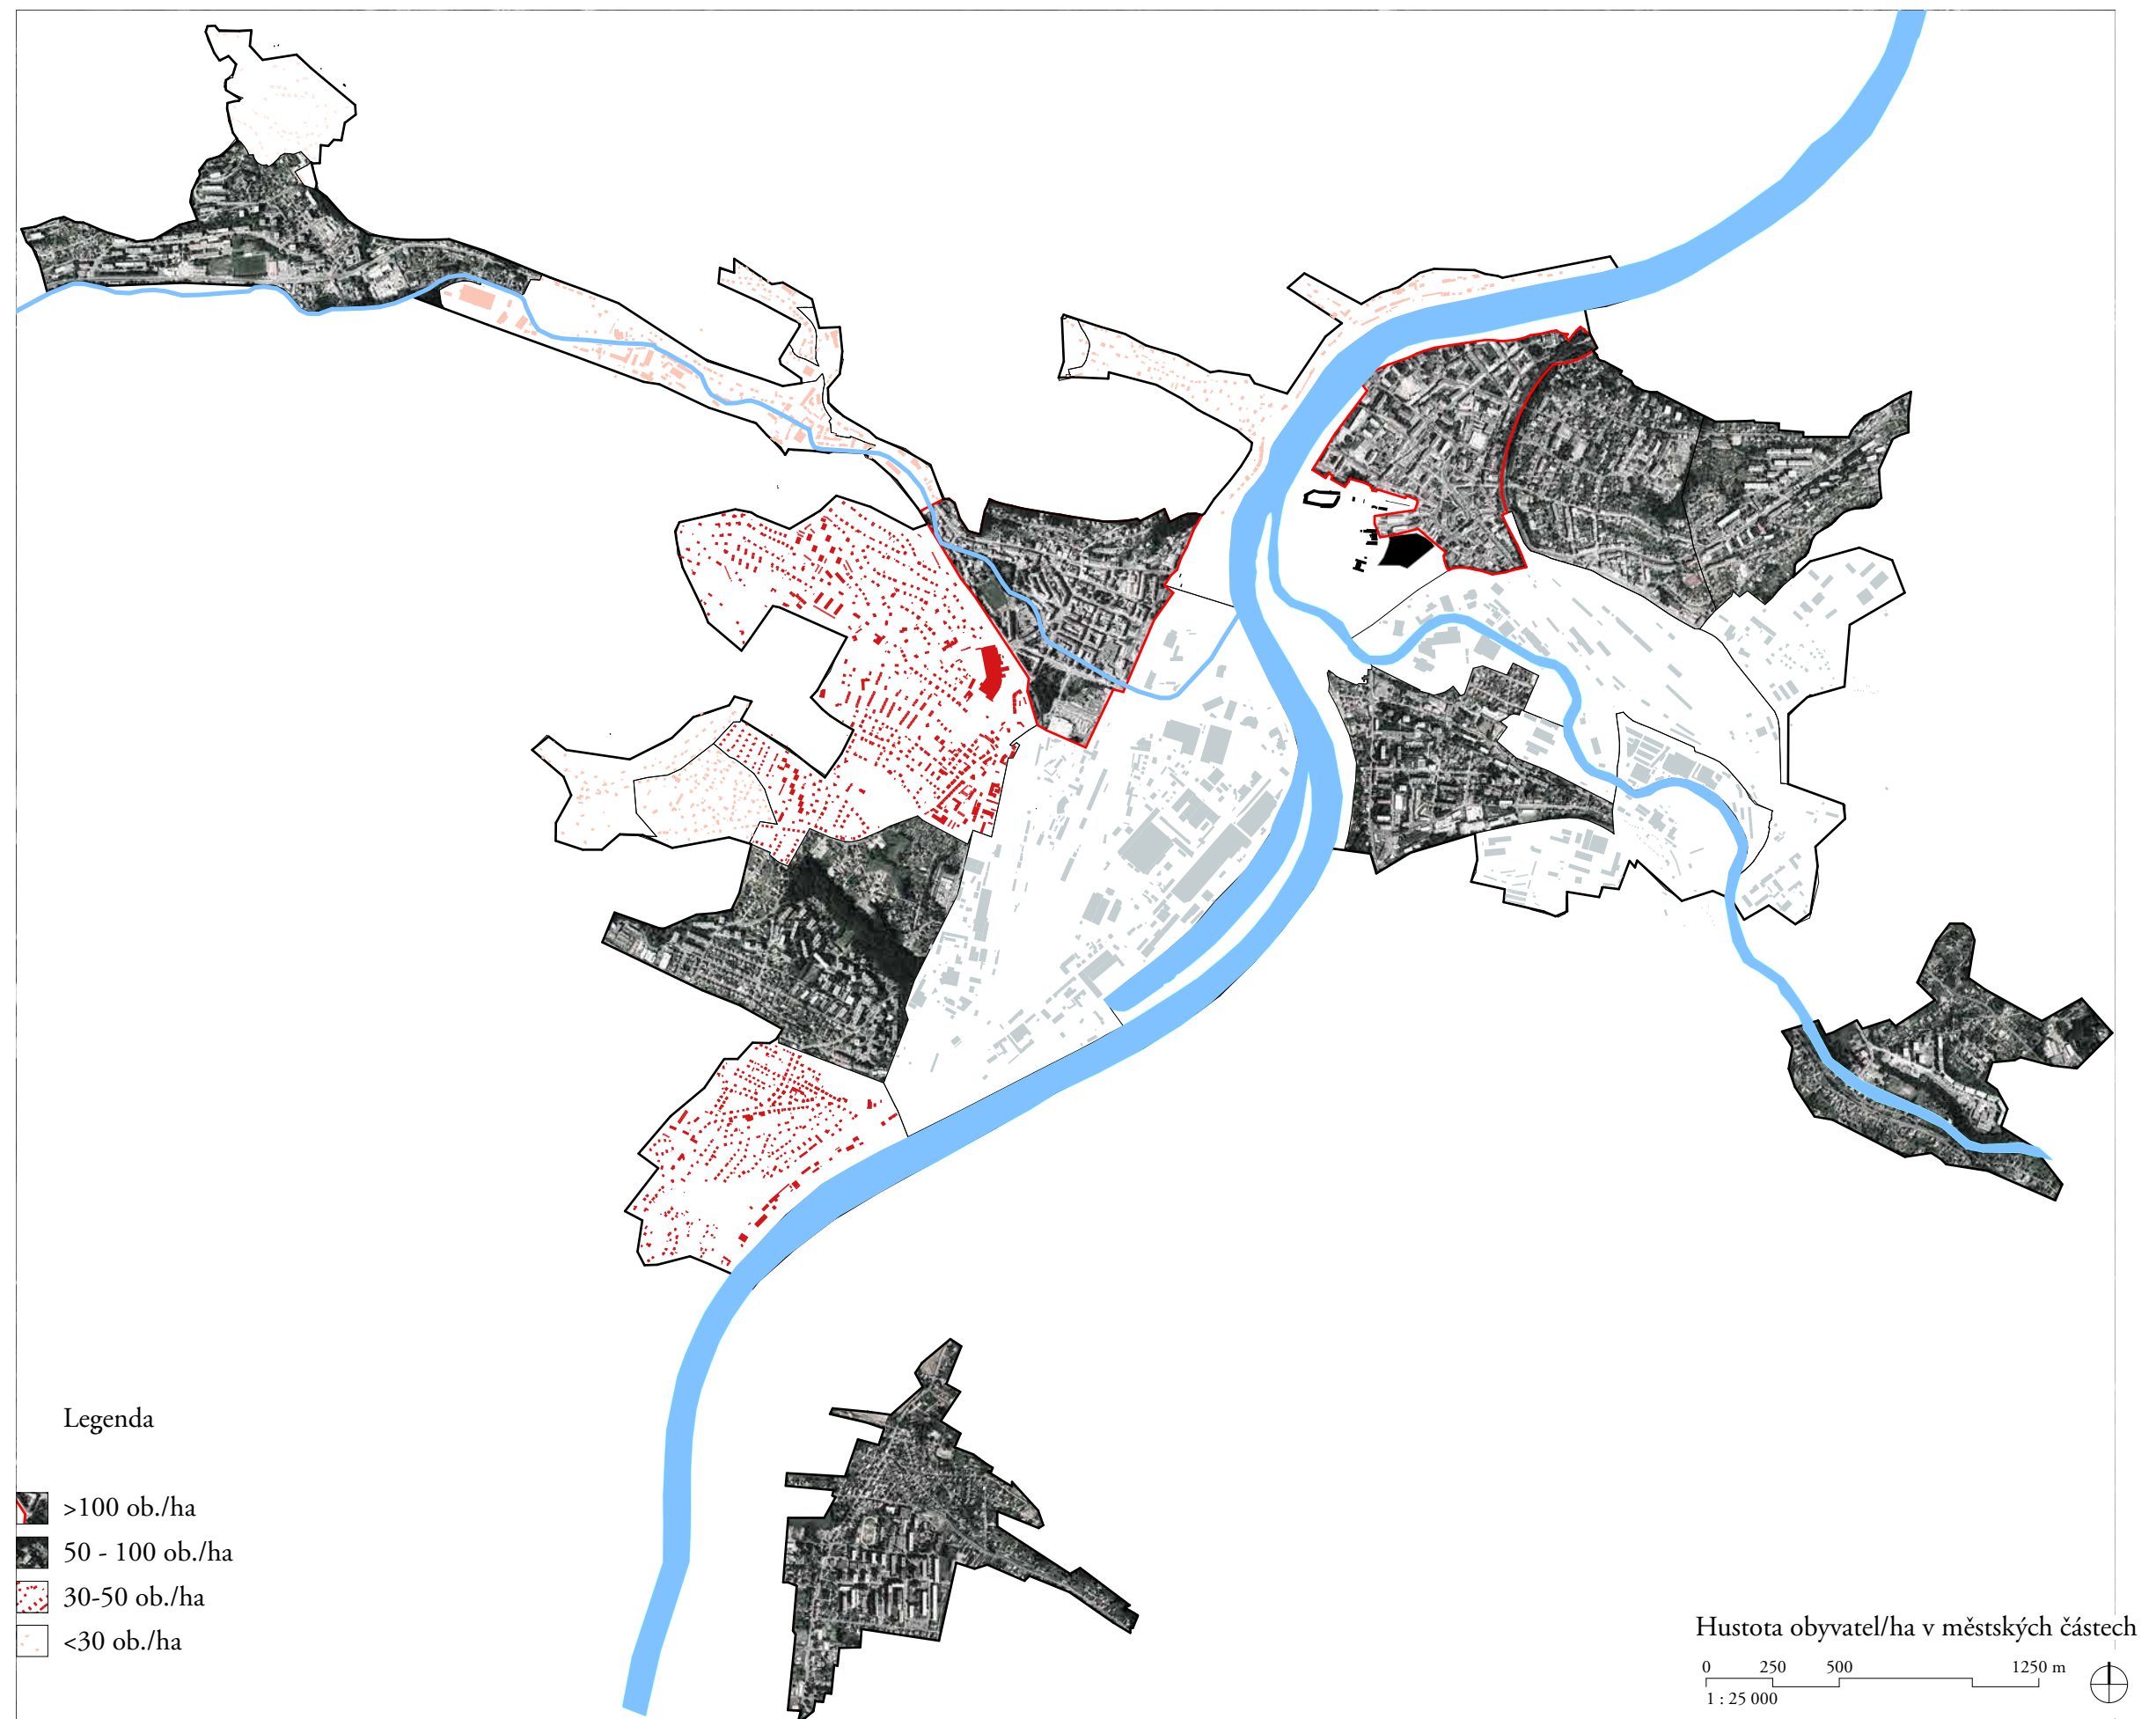 Legenda
>100 ob./ha
50 - 100 ob./ha
30-50 ob./ha
<30 ob./ha
Hustota obyvatel/ha v městských částech
0 250 500 1250 m
1 : 25 000